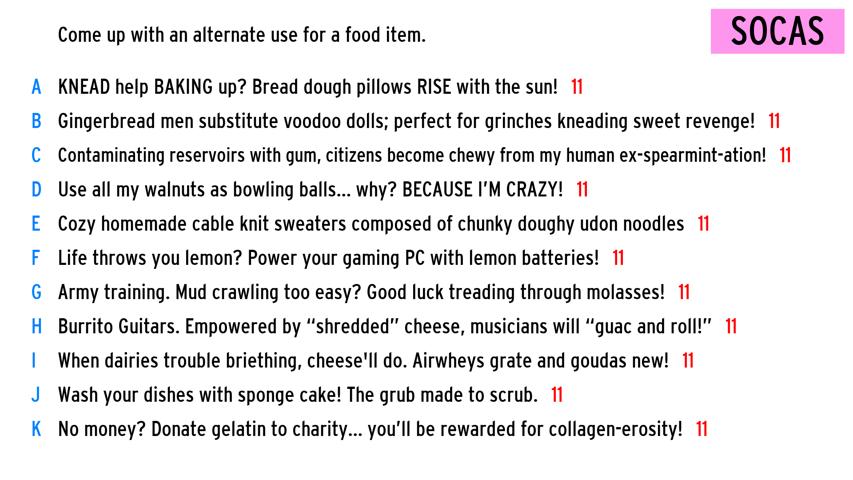 Come up with an alternate use for a food item.
SOCAS
A KNEAD help BAKING up? Bread dough pillows RISE with the sun! 11
B Gingerbread men substitute voodoo dolls; perfect for grinches kneading sweet revenge! 11
C Contaminating reservoirs with gum, citizens become chewy from my human ex-spearmint-ation! 11
D Use all my walnuts as bowling balls... why? BECAUSE I'M CRAZY! 11
E Cozy homemade cable knit sweaters composed of chunky doughy udon noodles 11
F Life throws you lemon? Power your gaming PC with lemon batteries! 11
G Army training. Mud crawling too easy? Good luck treading through molasses! 11
H Burrito Guitars. Empowered by “shredded” cheese, musicians will “guac and roll!” 11
I When dairies trouble briething, cheese'll do. Airwheys grate and goudas new! 11
J Wash your dishes with sponge cake! The grub made to scrub. 11
K No money? Donate gelatin to charity... you'll be rewarded for collagen-erosity! 11